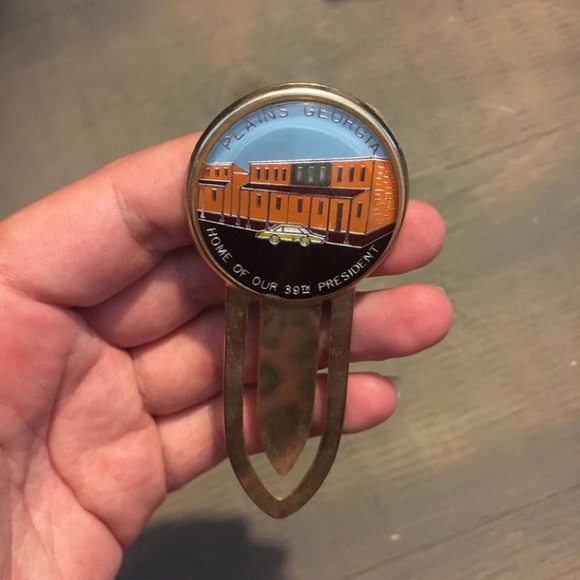 PLAINS GEORGIA
HOME OF OUR 39TH PRESIDENT